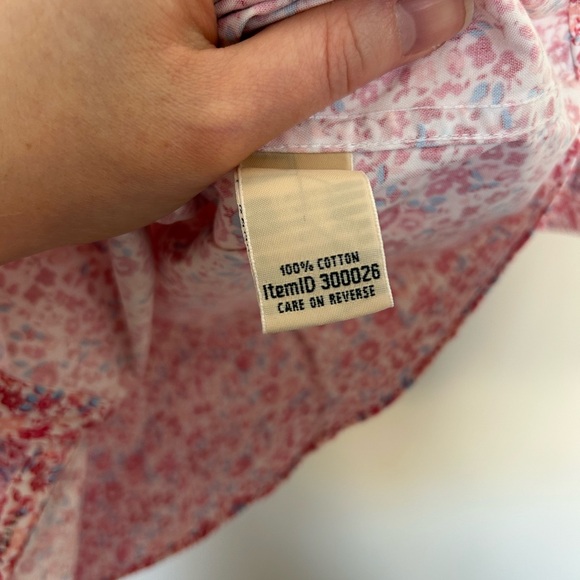 100% COTTON
ItemID 300026
CARE ON REVERSE